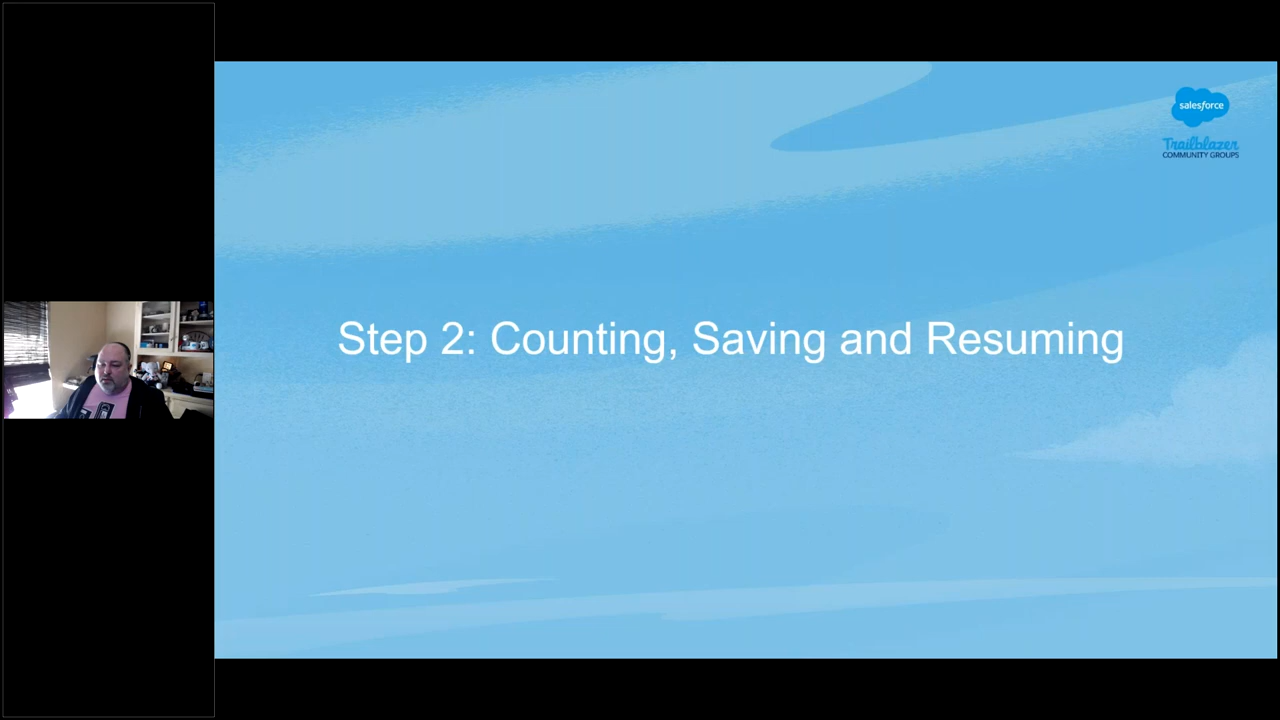 salesforce
Trailblazer
COMMUNITY GROUPS
Step 2: Counting, Saving and Resuming